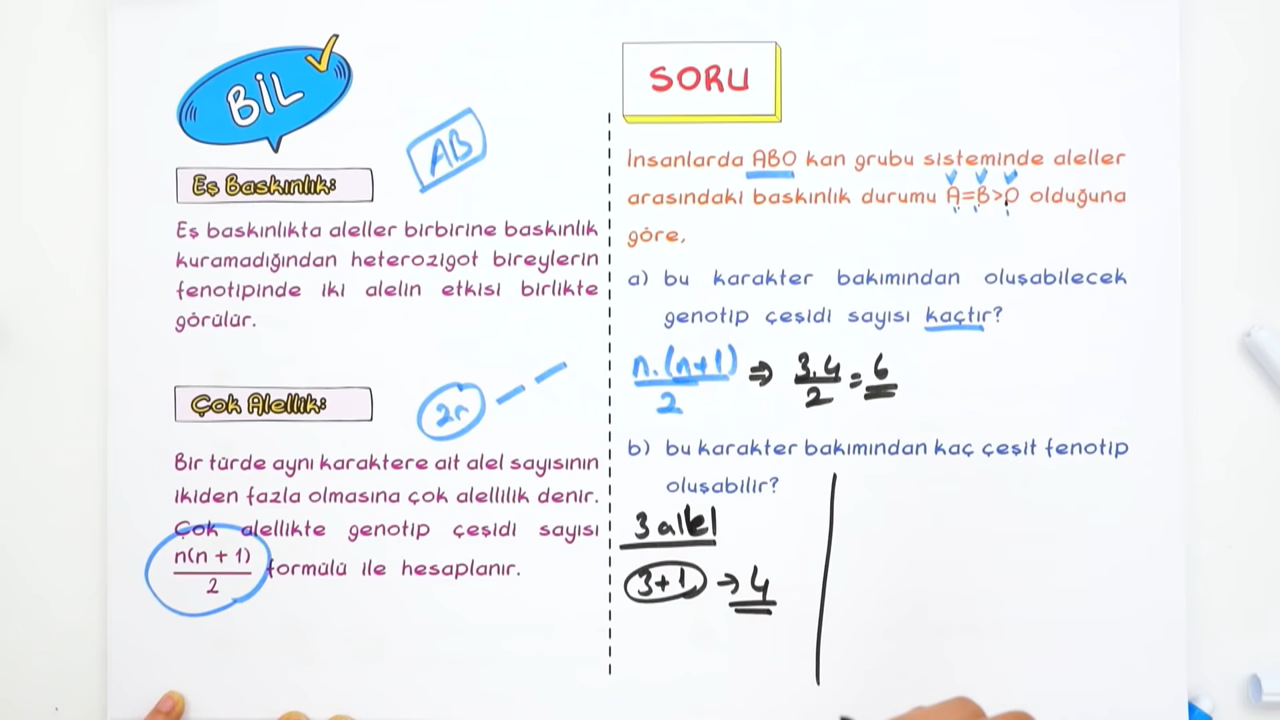 BİL
AB
Eş Baskınlık:
Eş baskınlıkta aleller birbirine baskınlık
kuramadığından heterozigot bireylerin
fenotipinde iki alelin etkisi birlikte
görülür.
Çok Alellik:
2n
Bir türde aynı karaktere ait alel sayısının
ikiden fazla olmasına çok alellilik denir.
Çok alellikte genotip çeşidi sayısı
n(n + 1)
2
formülü ile hesaplanır.
SORU
İnsanlarda ABO kan grubu sisteminde aleller
arasındaki baskınlık durumu A=B>O olduğuna
göre,
a) bu karakter bakımından oluşabilecek
genotip çeşidi sayısı kaçtır?
n.(n+1) ⇒ 3.4 = 6
2 2
b) bu karakter bakımından kaç çeşit fenotip
oluşabilir?
3 alel
3+1 → 4